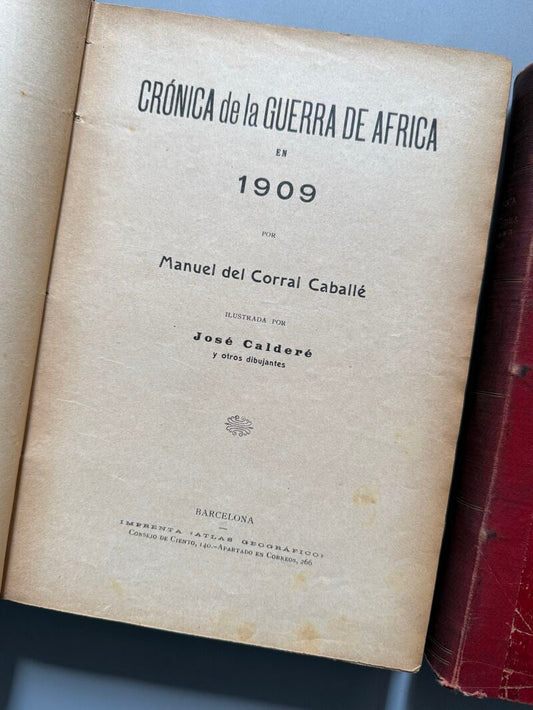 CRÓNICA de la GUERRA DE AFRICA
EN
1909
POR
Manuel del Corral Caballé
ILUSTRADA POR
José Calderé
y otros dibujantes
BARCELONA
IMPRENTA «ATLAS GEOGRÁFICO»
CONSEJO DE CIENTO, 140.–APARTADO EN CORREOS, 266